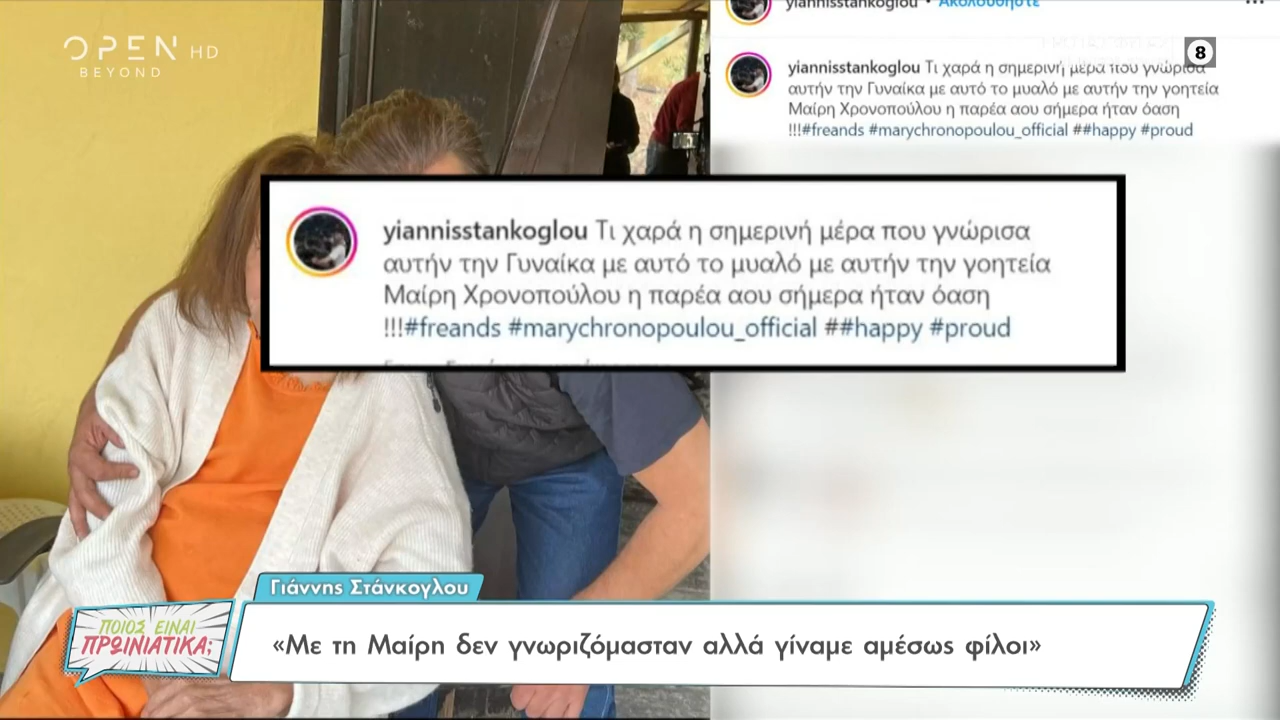 OPEN HD
BEYOND
yiannisstankoglou • Ακολουθήστε
8
yiannisstankoglou Τι χαρά η σημερινή μέρα που γνώρισα
αυτήν την Γυναίκα με αυτό το μυαλό με αυτήν την γοητεία
Μαίρη Χρονοπούλου η παρέα αου σήμερα ήταν όαση
!!!#freands #marychronopoulou_official ##happy #proud
yiannisstankoglou Τι χαρά η σημερινή μέρα που γνώρισα
αυτήν την Γυναίκα με αυτό το μυαλό με αυτήν την γοητεία
Μαίρη Χρονοπούλου η παρέα αου σήμερα ήταν όαση
!!!#freands #marychronopoulou_official ##happy #proud
Γιάννης Στάνκογλου
ΠΟΙΟΣ ΕΙΝΑΙ
ΠΡΩΙΝΙΑΤΙΚΑ;
«Με τη Μαίρη δεν γνωριζόμασταν αλλά γίναμε αμέσως φίλοι»